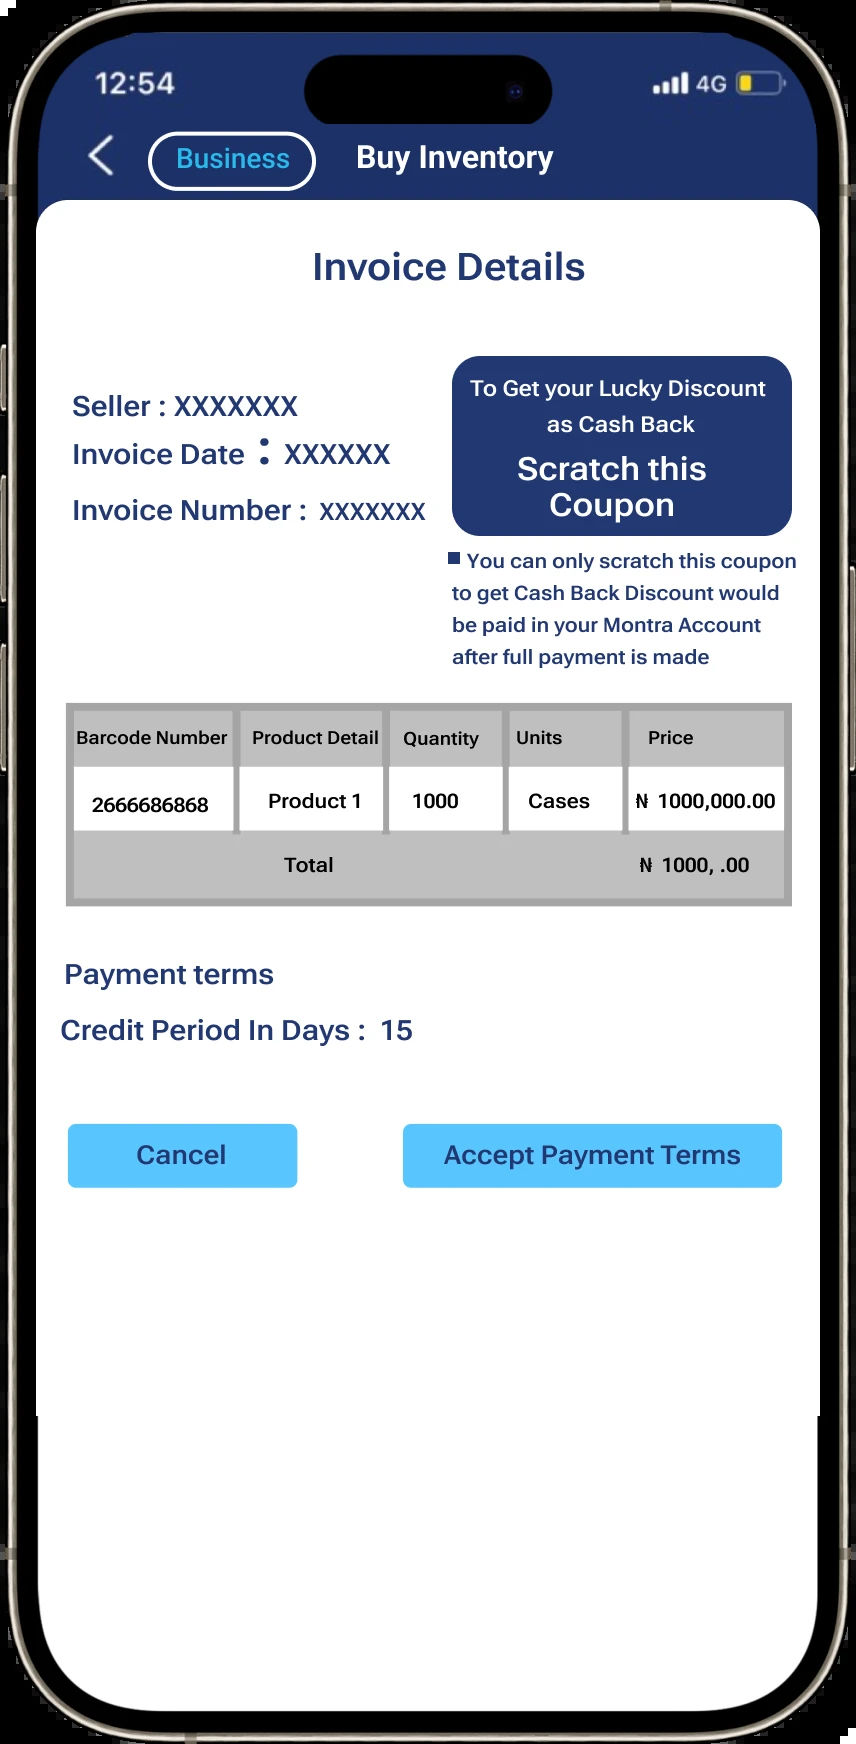 12:54 4G
Business Buy Inventory
Invoice Details
Seller : XXXXXXX
Invoice Date : XXXXXX
Invoice Number : XXXXXXX
To Get your Lucky Discount
as Cash Back
Scratch this
Coupon
■ You can only scratch this coupon
to get Cash Back Discount would
be paid in your Montra Account
after full payment is made
Barcode Number Product Detail Quantity Units Price
2666686868 Product 1 1000 Cases ₦ 1000,000.00
Total ₦ 1000, .00
Payment terms
Credit Period In Days : 15
Cancel Accept Payment Terms